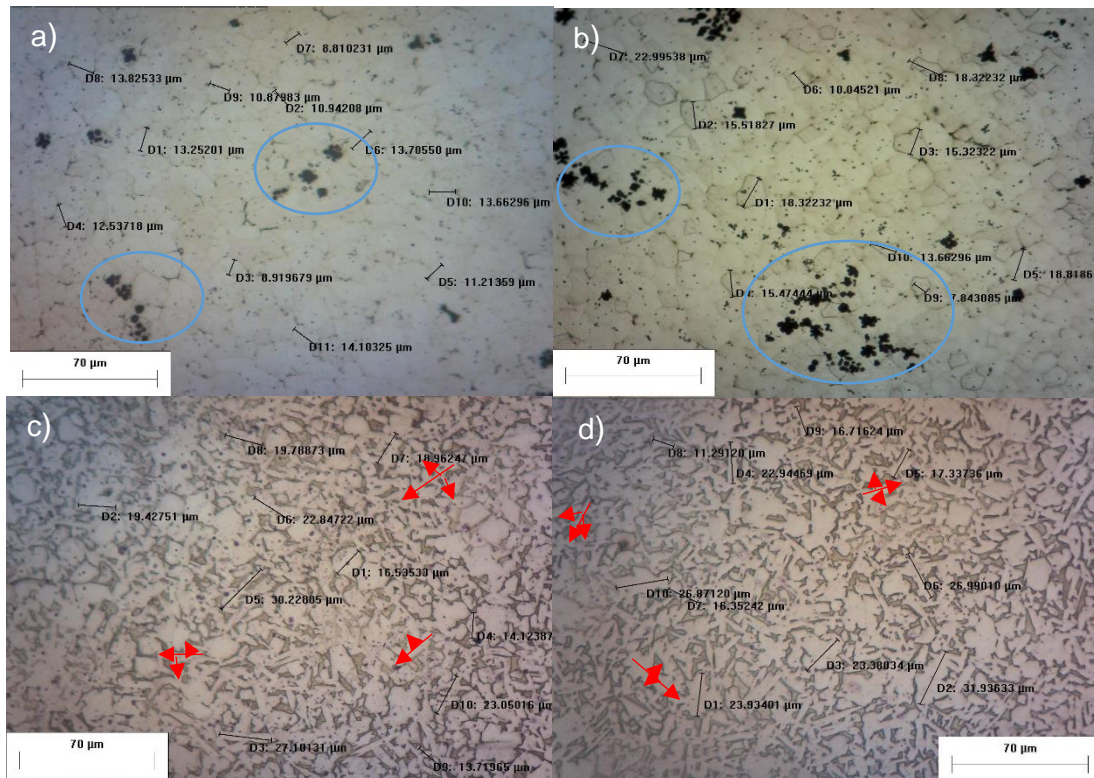 a)
D7: 8.810231 µm
D8: 13.82533 µm
D9: 10.87983 µm
D2: 10.94208 µm
D1: 13.25201 µm
D6: 13.70550 µm
D10: 13.66296 µm
D4: 12.53718 µm
D3: 8.919679 µm
D5: 11.21359 µm
D11: 14.10325 µm
70 µm
b)
D7: 22.99538 µm
D8: 18.32232 µm
D6: 10.04521 µm
D2: 15.51827 µm
D3: 15.32322 µm
D1: 18.32232 µm
D10: 13.66296 µm
D5: 18.8186
15.47444 µm
D9: 7.843085 µm
70 µm
c)
D8: 19.78873 µm
D7: 18.96247 µm
D2: 19.42751 µm
D6: 22.84722 µm
D1: 16.53533 µm
D5: 30.22885 µm
D4: 14.12387
D10: 23.05016 µm
D3: 27.10131 µm
D9: 13.71965 µm
70 µm
d)
D9: 16.71624 µm
D8: 11.29120 µm
D4: 22.94469 µm
D5: 17.33736 µm
D6: 26.99010 µm
D10: 26.87120 µm
D7: 16.35242 µm
D3: 23.38034 µm
D2: 31.93633 µm
D1: 23.93401 µm
70 µm